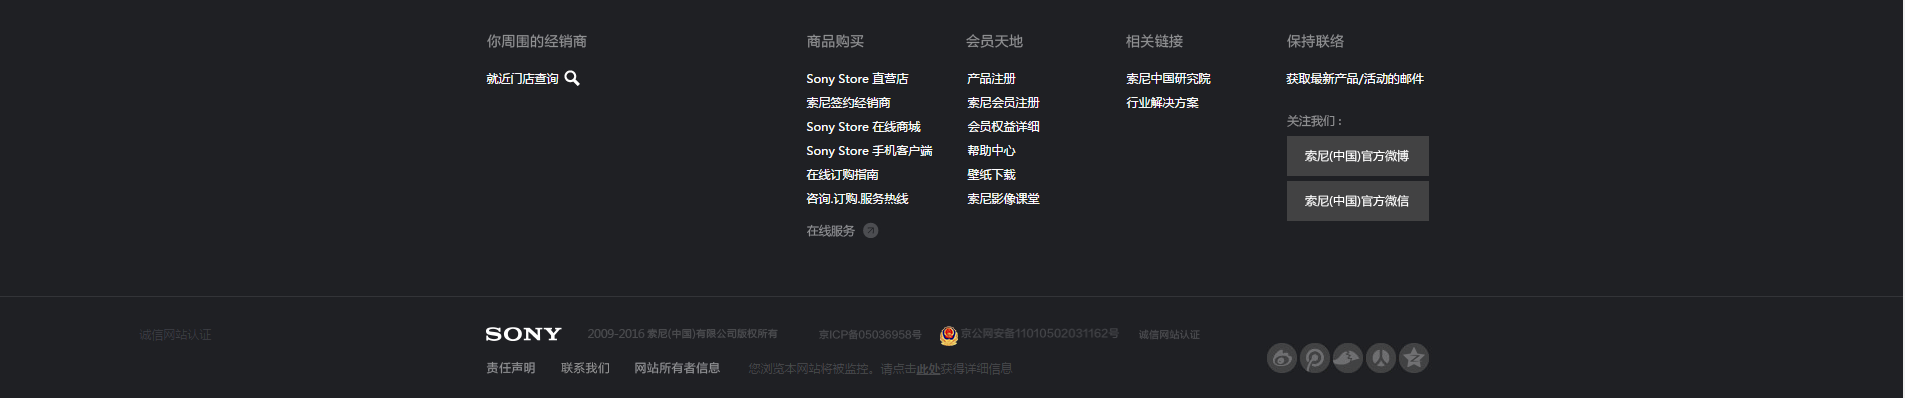 你周围的经销商
就近门店查询
商品购买
Sony Store 直营店
索尼签约经销商
Sony Store 在线商城
Sony Store 手机客户端
在线订购指南
咨询.订购.服务热线
在线服务
会员天地
产品注册
索尼会员注册
会员权益详细
帮助中心
壁纸下载
索尼影像课堂
相关链接
索尼中国研究院
行业解决方案
保持联络
获取最新产品/活动的邮件
关注我们：
索尼(中国)官方微博
索尼(中国)官方微信
诚信网站认证
SONY 2009-2016 索尼(中国)有限公司版权所有 京ICP备05036958号 京公网安备11010502031162号 诚信网站认证
责任声明 联系我们 网站所有者信息 您浏览本网站将被监控，请点击此处获得详细信息